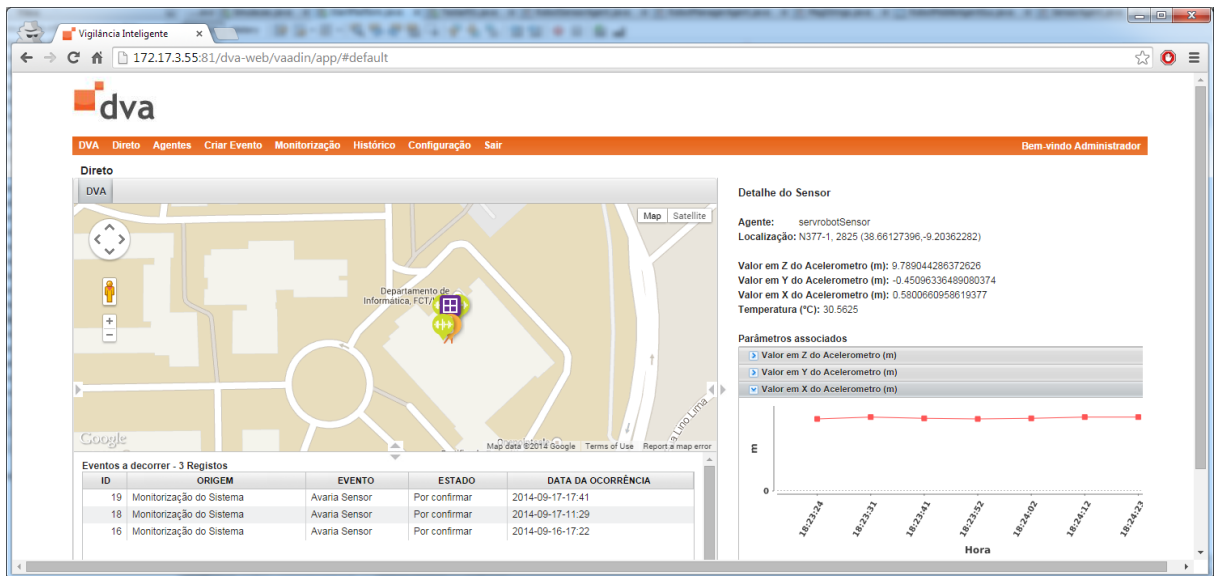 Vigilância Inteligente
172.17.3.55:81/dva-web/vaadin/app/#default
dva
DVA Direto Agentes Criar Evento Monitorização Histórico Configuração Sair Bem-vindo Administrador
Direto
DVA
Map Satellite
Departamento de
Informática, FCT/
Lino Lima
Google
Map data ©2014 Google Terms of Use Report a map error
Eventos a decorrer - 3 Registos
ID ORIGEM EVENTO ESTADO DATA DA OCORRÊNCIA
19 Monitorização do Sistema Avaria Sensor Por confirmar 2014-09-17-17:41
18 Monitorização do Sistema Avaria Sensor Por confirmar 2014-09-17-11:29
16 Monitorização do Sistema Avaria Sensor Por confirmar 2014-09-16-17:22
Detalhe do Sensor
Agente: servrobotSensor
Localização: N377-1, 2825 (38.66127396,-9.20362282)
Valor em Z do Acelerometro (m): 9.789044286372626
Valor em Y do Acelerometro (m): -0.45096336489080374
Valor em X do Acelerometro (m): 0.5800660958619377
Temperatura (ºC): 30.5625
Parâmetros associados
Valor em Z do Acelerometro (m)
Valor em Y do Acelerometro (m)
Valor em X do Acelerometro (m)
m
0
18:23:24 18:23:31 18:23:41 18:23:52 18:24:02 18:24:12 18:24:23
Hora